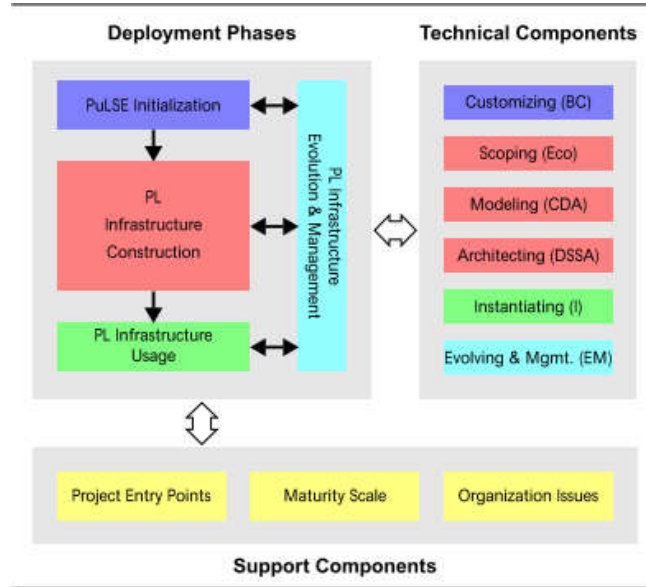 Deployment Phases
Technical Components
PuLSE Initialization
PL
Infrastructure
Construction
PL Infrastructure
Usage
PL Infrastructure
Evolution & Management
Customizing (BC)
Scoping (Eco)
Modeling (CDA)
Architecting (DSSA)
Instantiating (I)
Evolving & Mgmt. (EM)
Project Entry Points
Maturity Scale
Organization Issues
Support Components